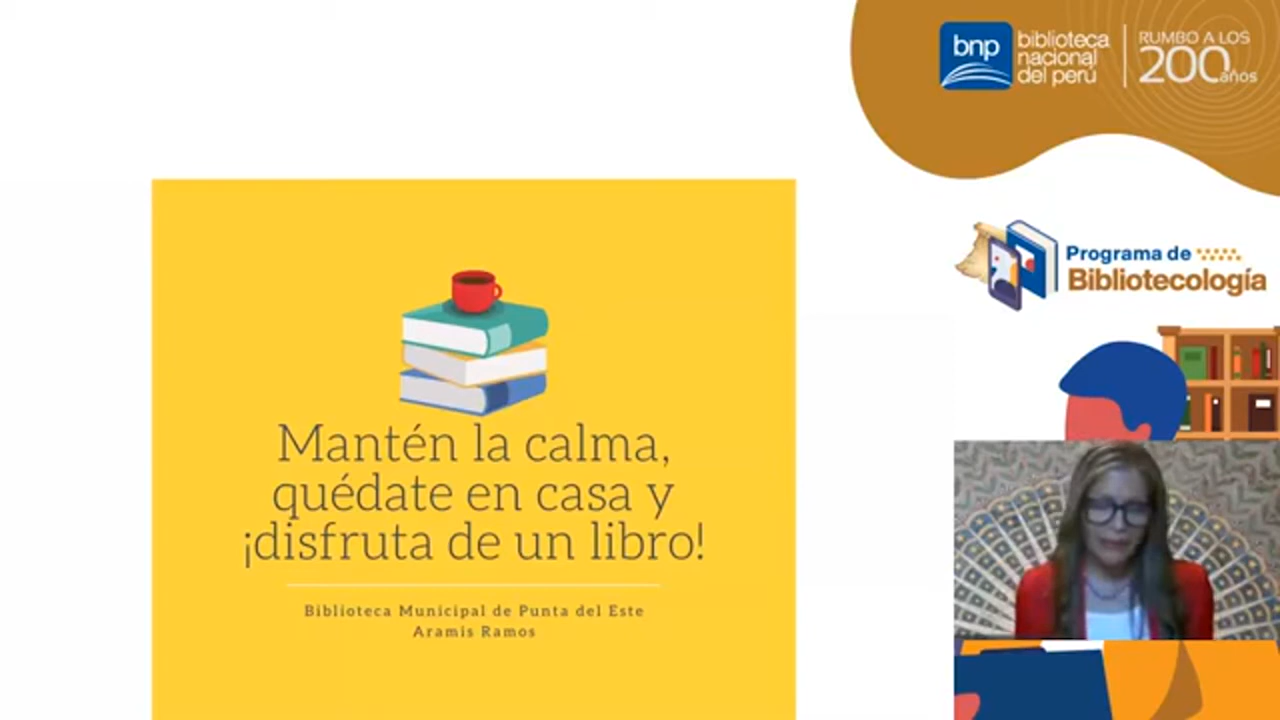 bnp
biblioteca
nacional
del perú
RUMBO A LOS
200
años
Programa de
Bibliotecología
Mantén la calma,
quédate en casa y
¡disfruta de un libro!
Biblioteca Municipal de Punta del Este
Aramis Ramos